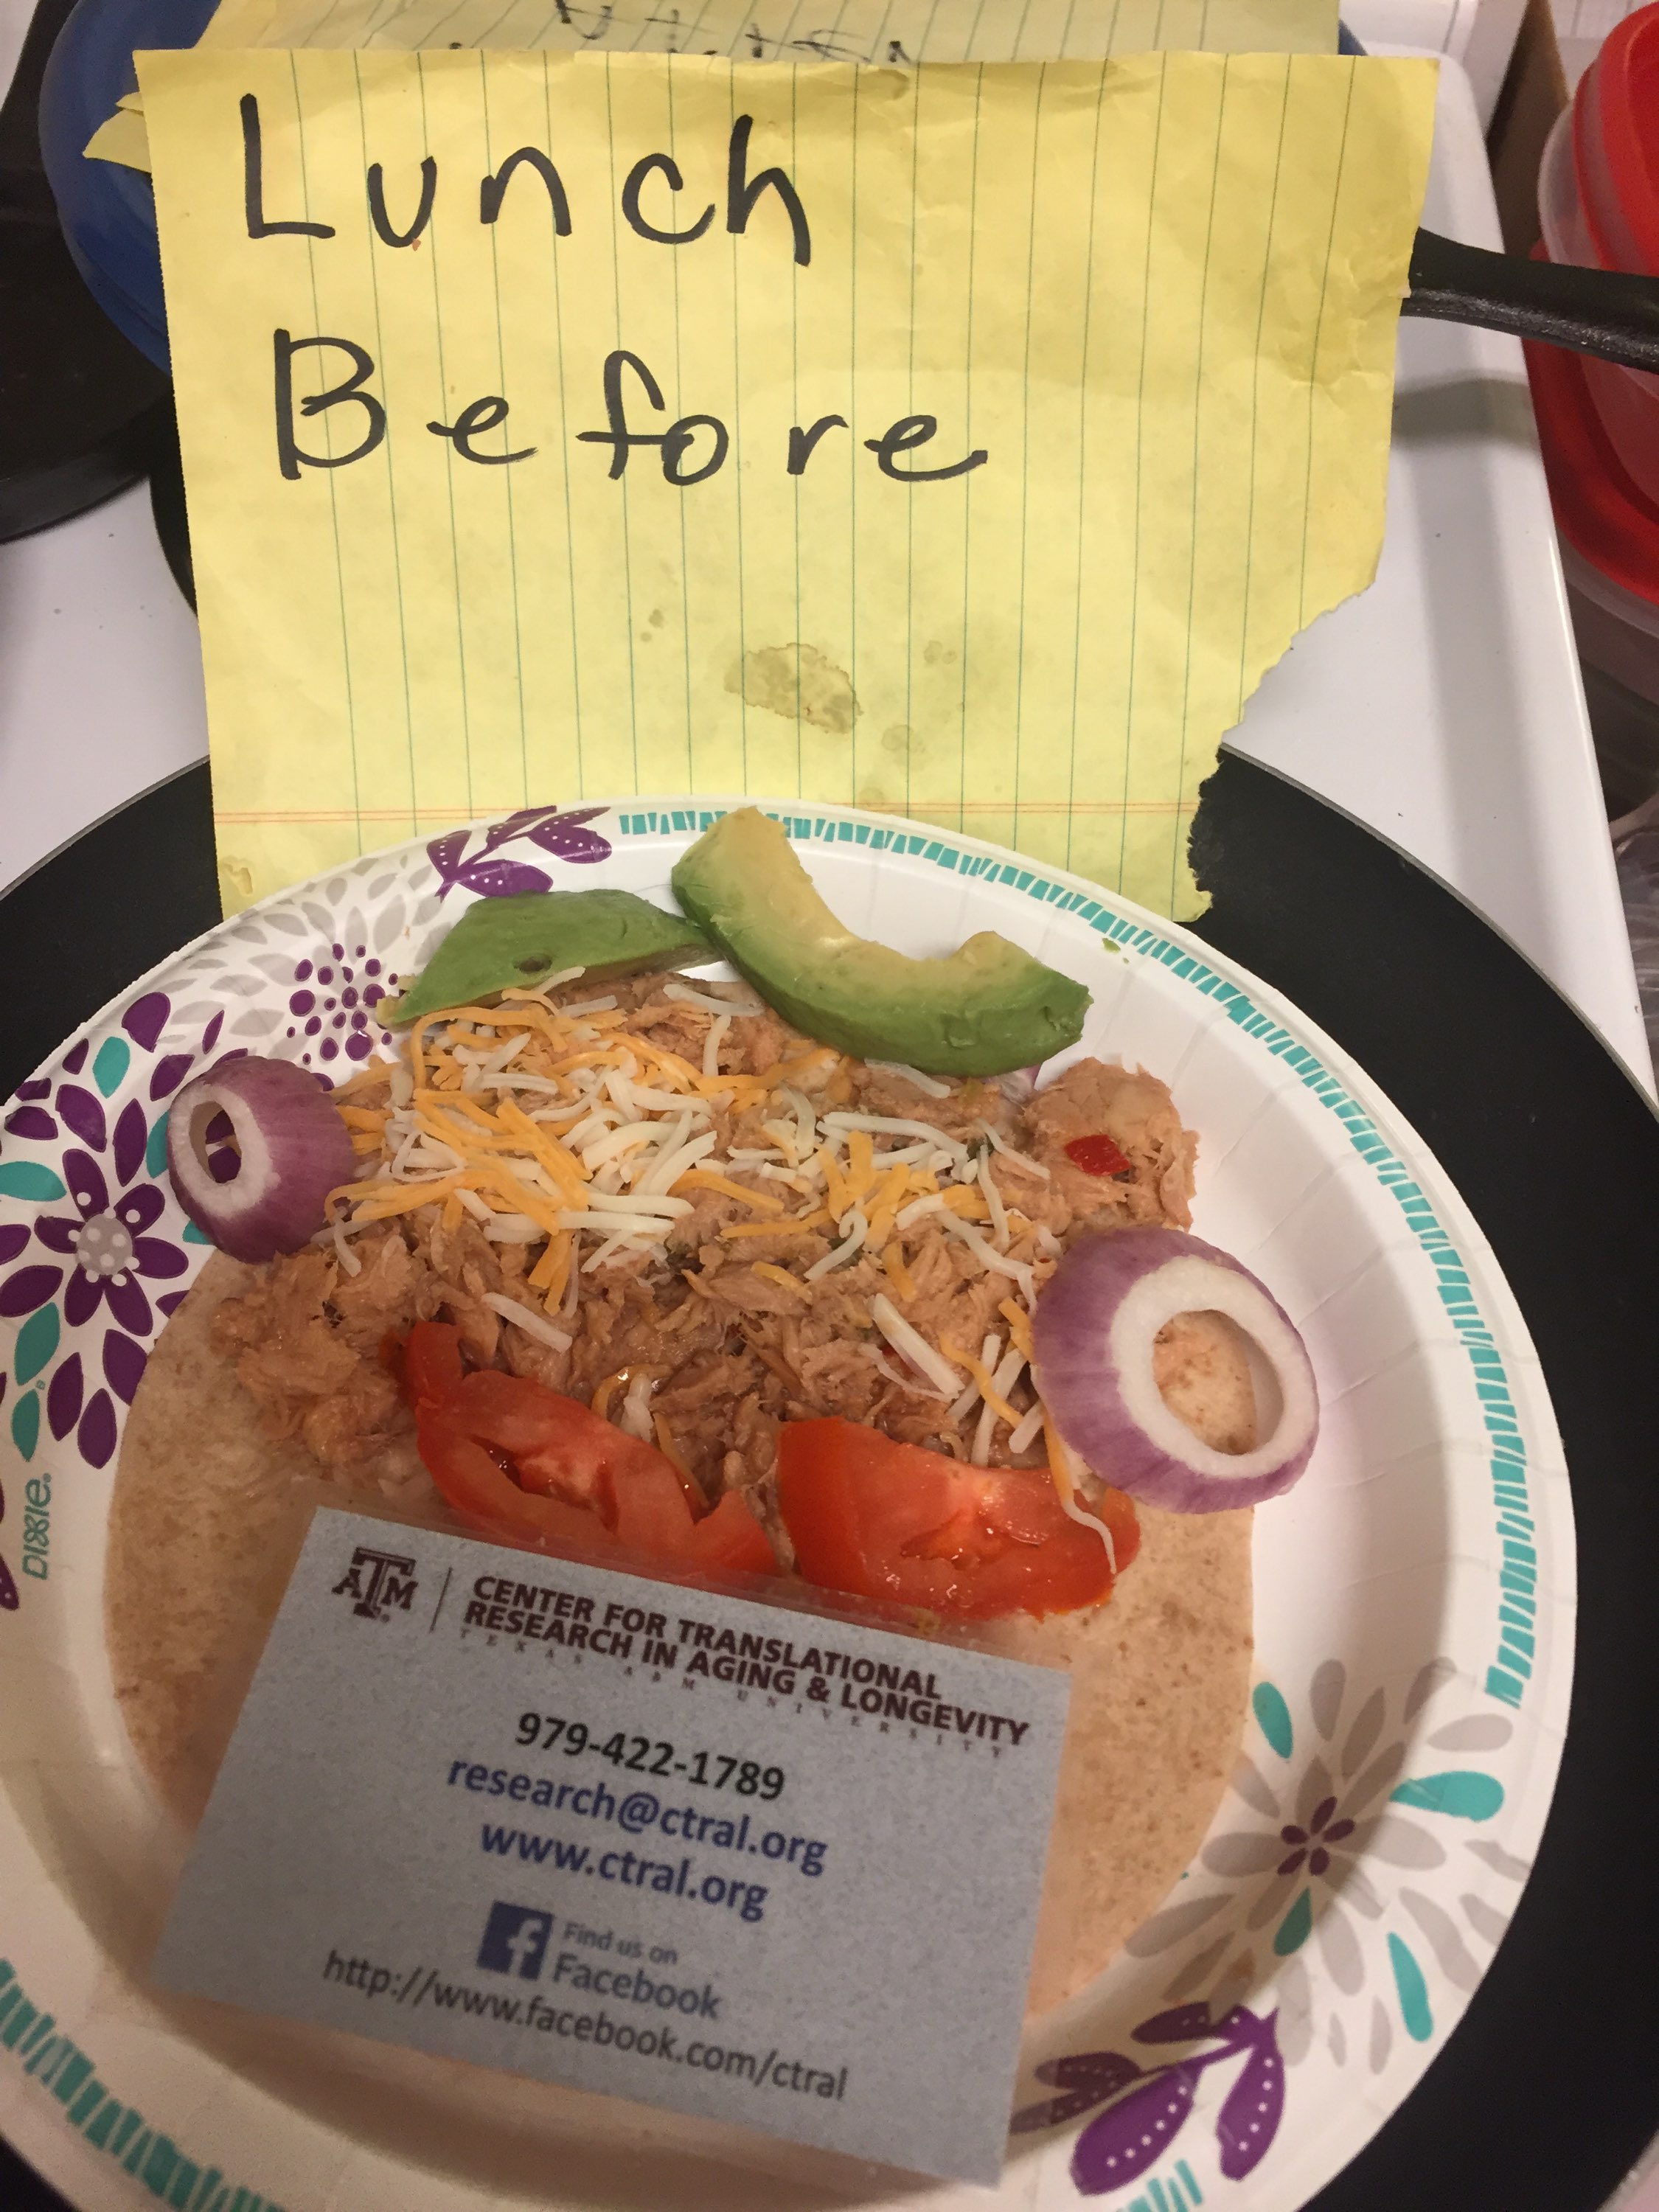 Lunch
Before
DIXIE
ATM
CENTER FOR TRANSLATIONAL
RESEARCH IN AGING & LONGEVITY
TEXAS A&M UNIVERSITY
979-422-1789
research@ctral.org
www.ctral.org
f
Find us on
Facebook
http://www.facebook.com/ctral